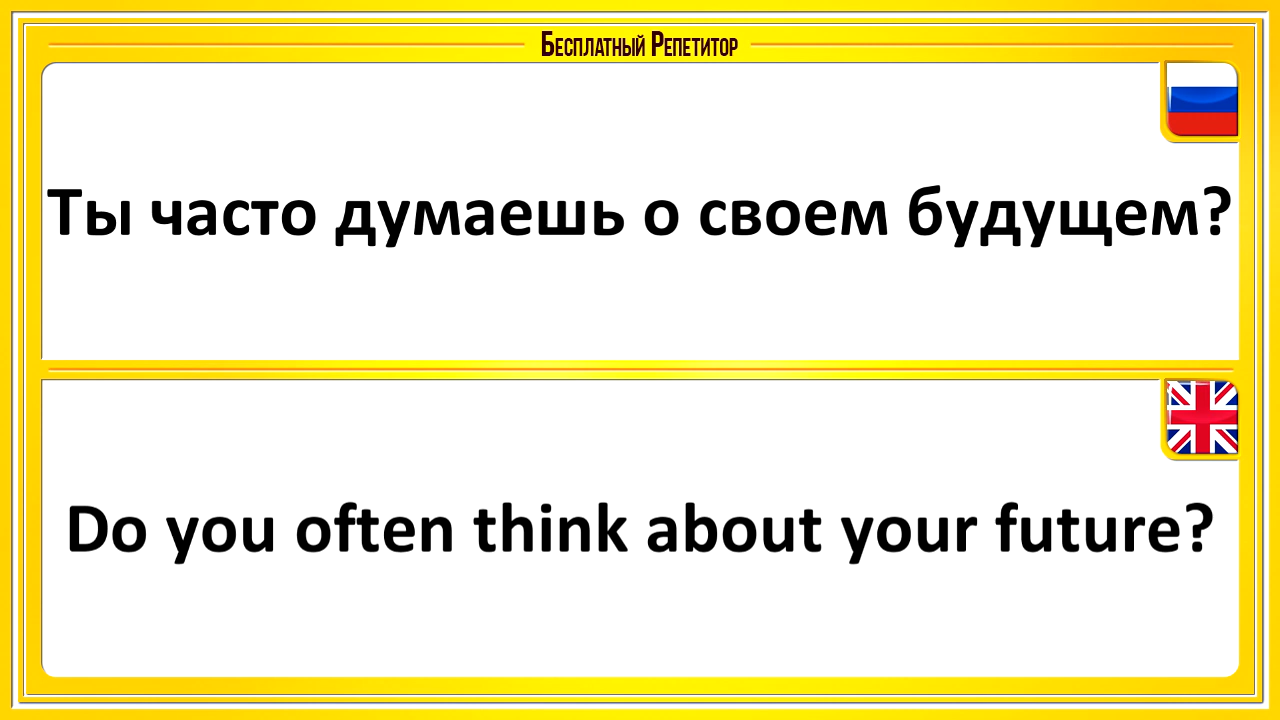 Бесплатный Репетитор
Ты часто думаешь о своем будущем?
Do you often think about your future?